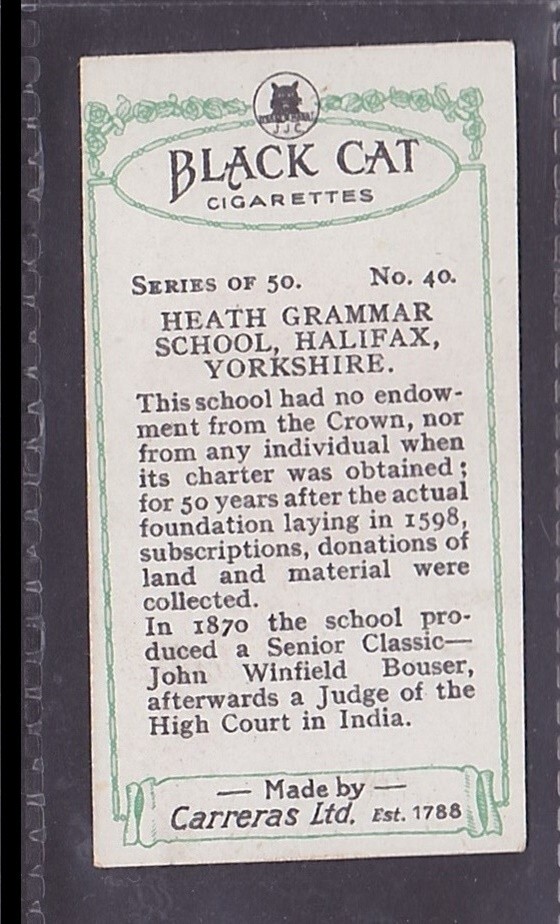 J.J.C
BLACK CAT
CIGARETTES
SERIES OF 50. No. 40.
HEATH GRAMMAR
SCHOOL, HALIFAX,
YORKSHIRE.
This school had no endow-
ment from the Crown, nor
from any individual when
its charter was obtained;
for 50 years after the actual
foundation laying in 1598,
subscriptions, donations of
land and material were
collected.
In 1870 the school pro-
duced a Senior Classic—
John Winfield Bouser,
afterwards a Judge of the
High Court in India.
— Made by —
Carreras Ltd. Est. 1788